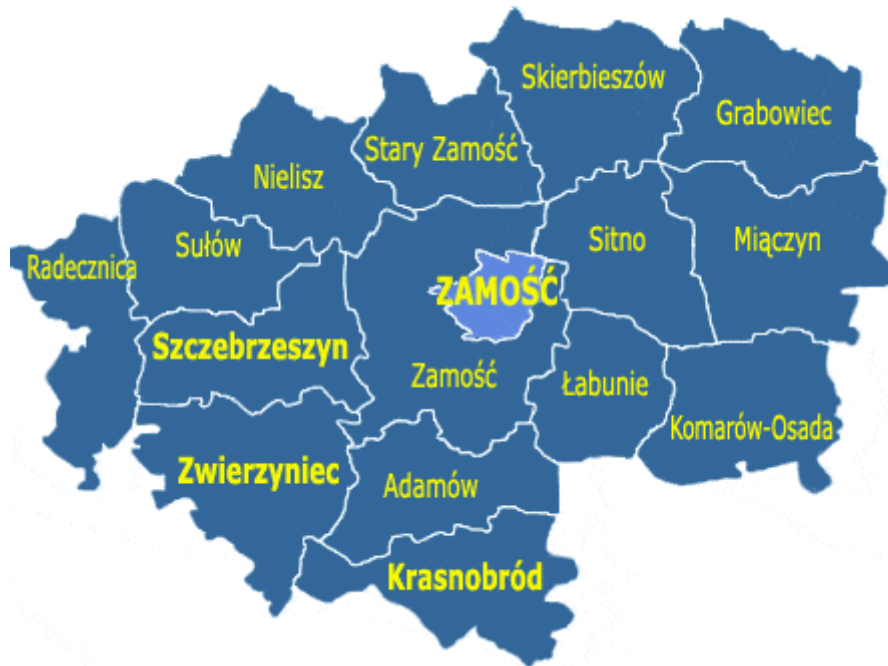 Skierbieszów
Grabowiec
Stary Zamość
Nielisz
Sułów
Sitno
Miączyn
Radecznica
ZAMOŚĆ
Szczebrzeszyn
Zamość
Łabunie
Komarów-Osada
Zwierzyniec
Adamów
Krasnobród